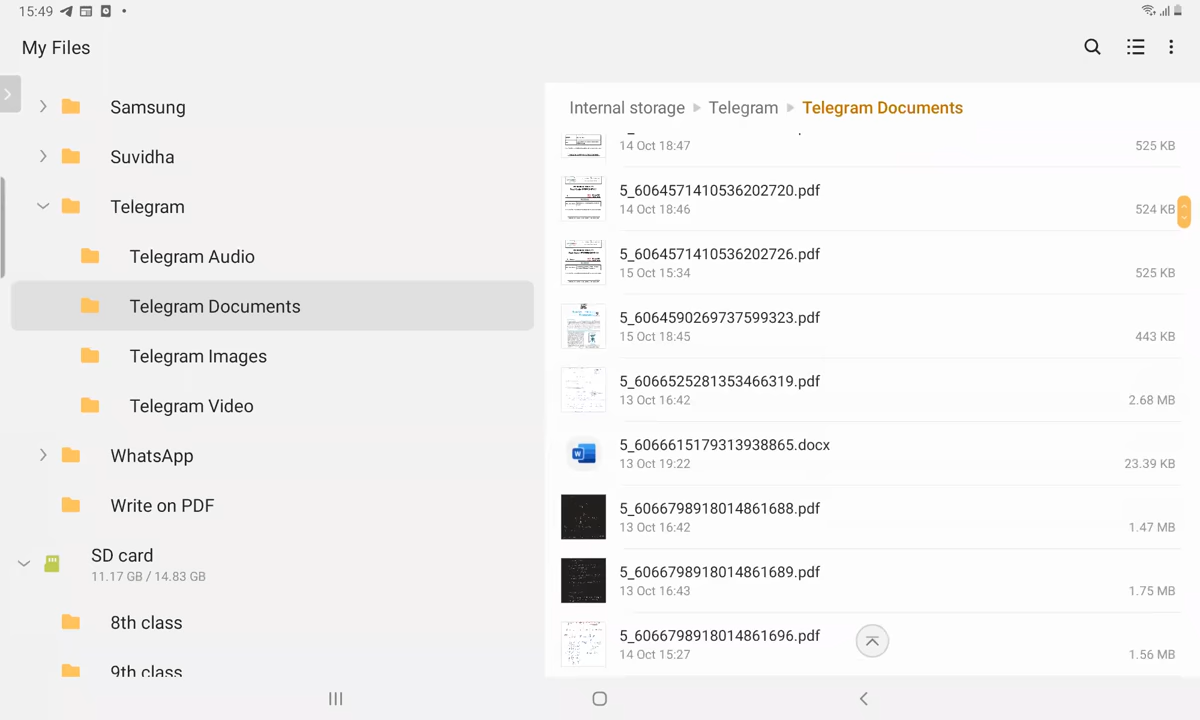 15:49
My Files
Samsung
Suvidha
Telegram
Telegram Audio
Telegram Documents
Telegram Images
Telegram Video
WhatsApp
Write on PDF
SD card
11.17 GB / 14.83 GB
8th class
9th class
Internal storage Telegram Telegram Documents
14 Oct 18:47 525 KB
5_6064571410536202720.pdf
14 Oct 18:46 524 KB
5_6064571410536202726.pdf
15 Oct 15:34 525 KB
5_6064590269737599323.pdf
15 Oct 18:45 443 KB
5_6066525281353466319.pdf
13 Oct 16:42 2.68 MB
5_6066615179313938865.docx
13 Oct 19:22 23.39 KB
5_6066798918014861688.pdf
13 Oct 16:42 1.47 MB
5_6066798918014861689.pdf
13 Oct 16:43 1.75 MB
5_6066798918014861696.pdf
14 Oct 15:27 1.56 MB